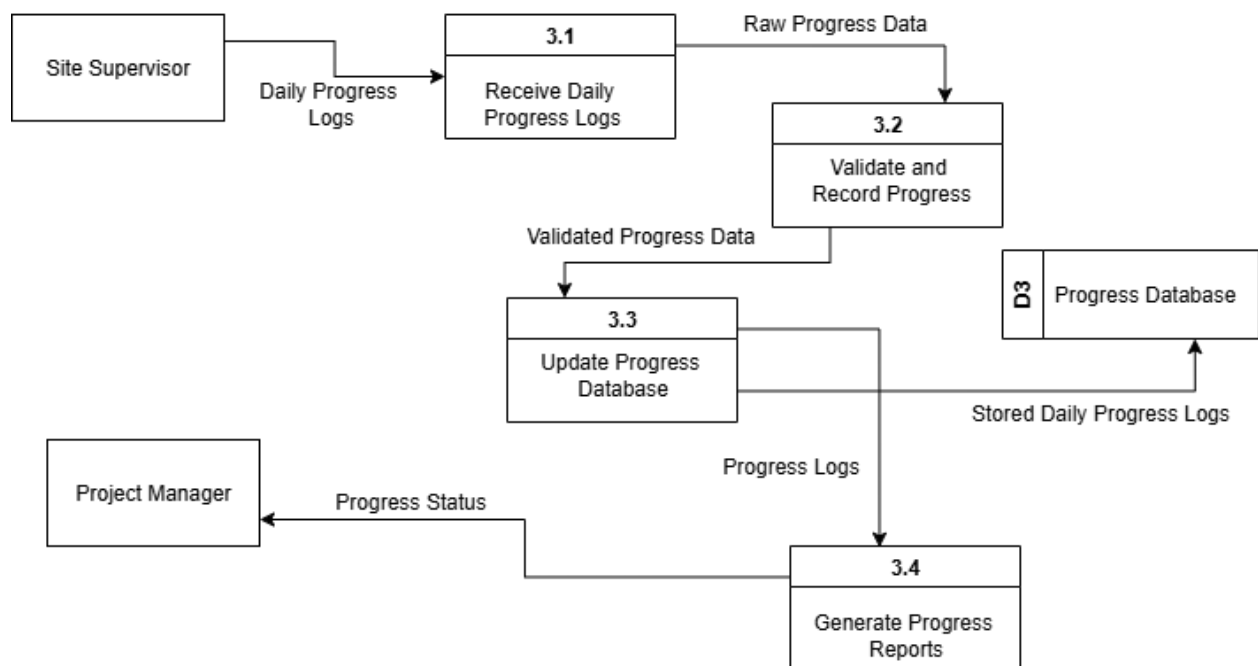 Site Supervisor
Daily Progress
Logs
3.1
Receive Daily
Progress Logs
Raw Progress Data
3.2
Validate and
Record Progress
Validated Progress Data
D3
Progress Database
3.3
Update Progress
Database
Stored Daily Progress Logs
Progress Logs
Project Manager
Progress Status
3.4
Generate Progress
Reports